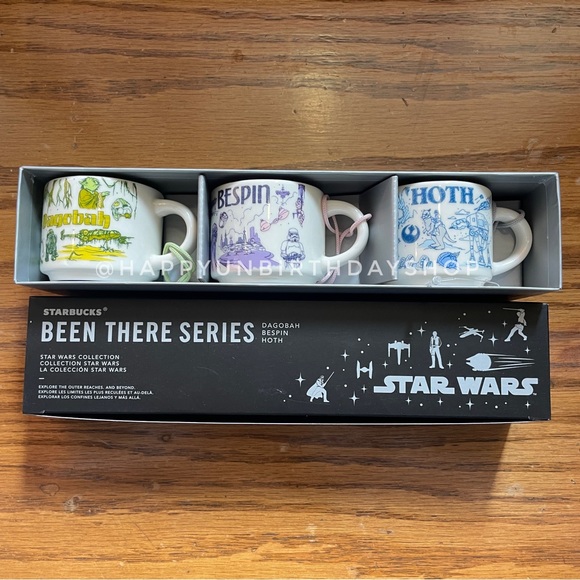 Dagobah
BESPIN
HOTH
@HAPPYUNBIRTHDAYSHOP
STARBUCKS®
BEEN THERE SERIES
DAGOBAH
BESPIN
HOTH
STAR WARS COLLECTION
COLLECTION STAR WARS
LA COLECCIÓN STAR WARS
EXPLORE THE OUTER REACHES. AND BEYOND.
EXPLORE LES LIMITES LES PLUS RECULÉES ET AU-DELÀ.
EXPLORAR LOS CONFINES LEJANOS Y MÁS ALLÁ.
STAR WARS